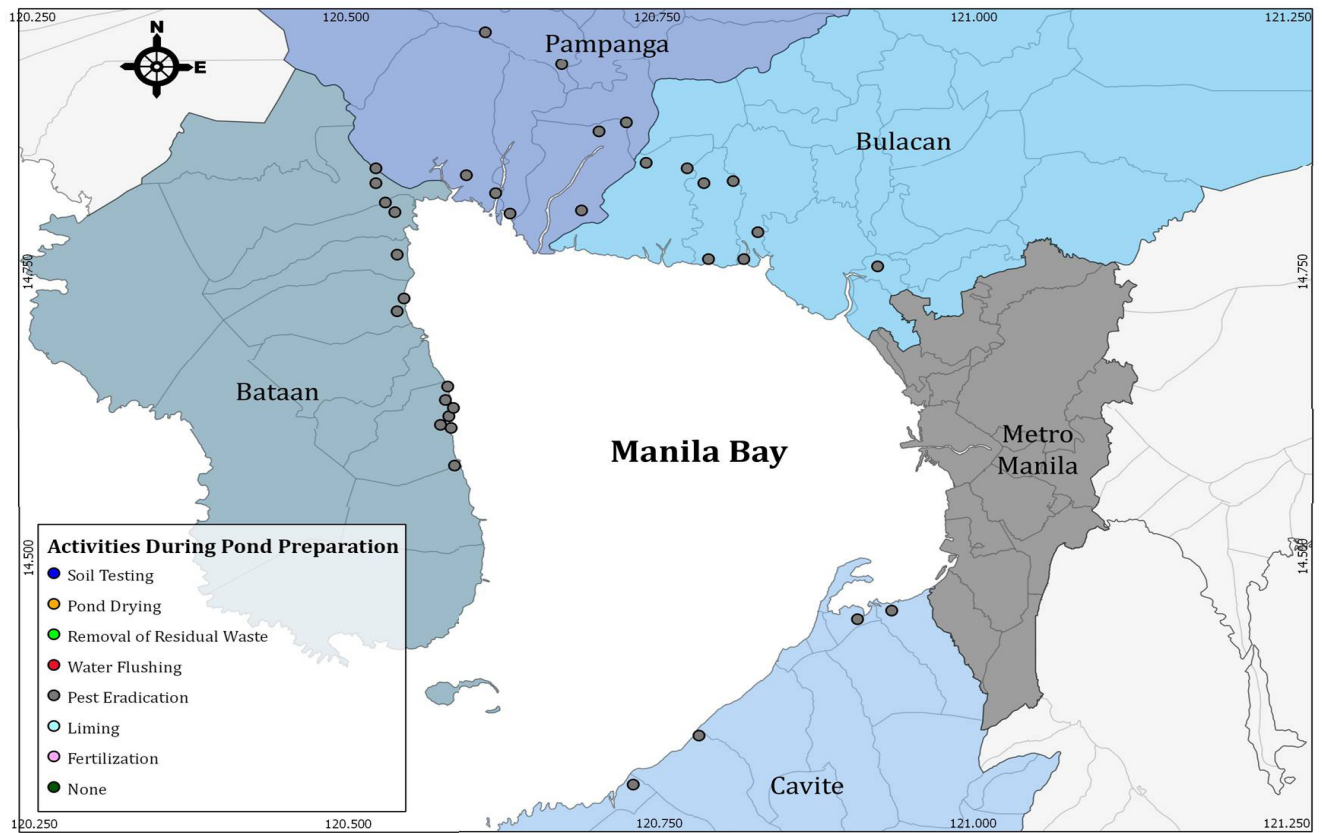 120.250
120.500
120.750
121.000
121.250
N
E
Pampanga
Bulacan
14.750
14.750
Bataan
Manila Bay
Metro
Manila
14.500
14.500
Activities During Pond Preparation
Soil Testing
Pond Drying
Removal of Residual Waste
Water Flushing
Pest Eradication
Liming
Fertilization
None
Cavite
120.250
120.500
120.750
121.000
121.250